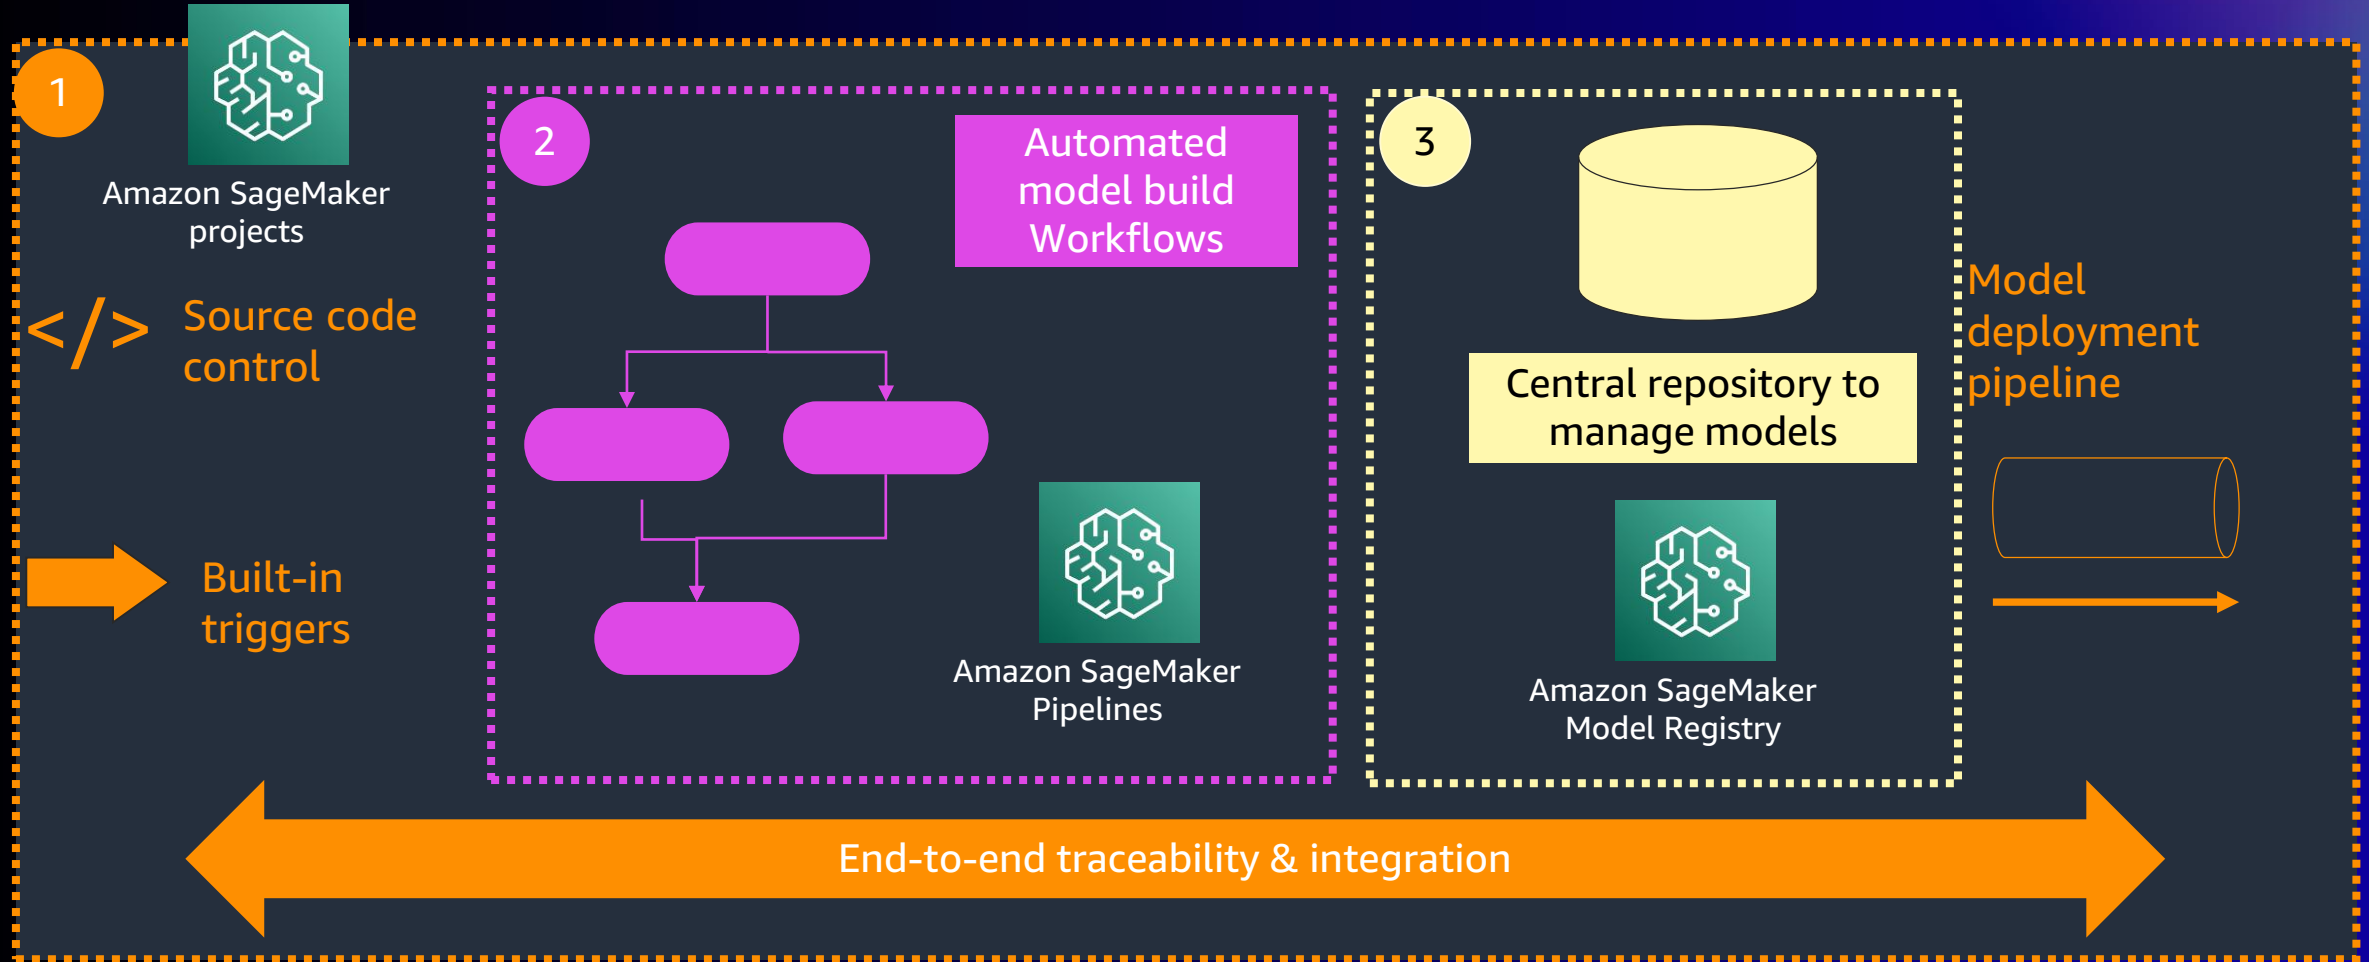 1
Amazon SageMaker
projects
</> Source code
control
Built-in
triggers
2
Automated
model build
Workflows
Amazon SageMaker
Pipelines
3
Central repository to
manage models
Amazon SageMaker
Model Registry
Model
deployment
pipeline
End-to-end traceability & integration